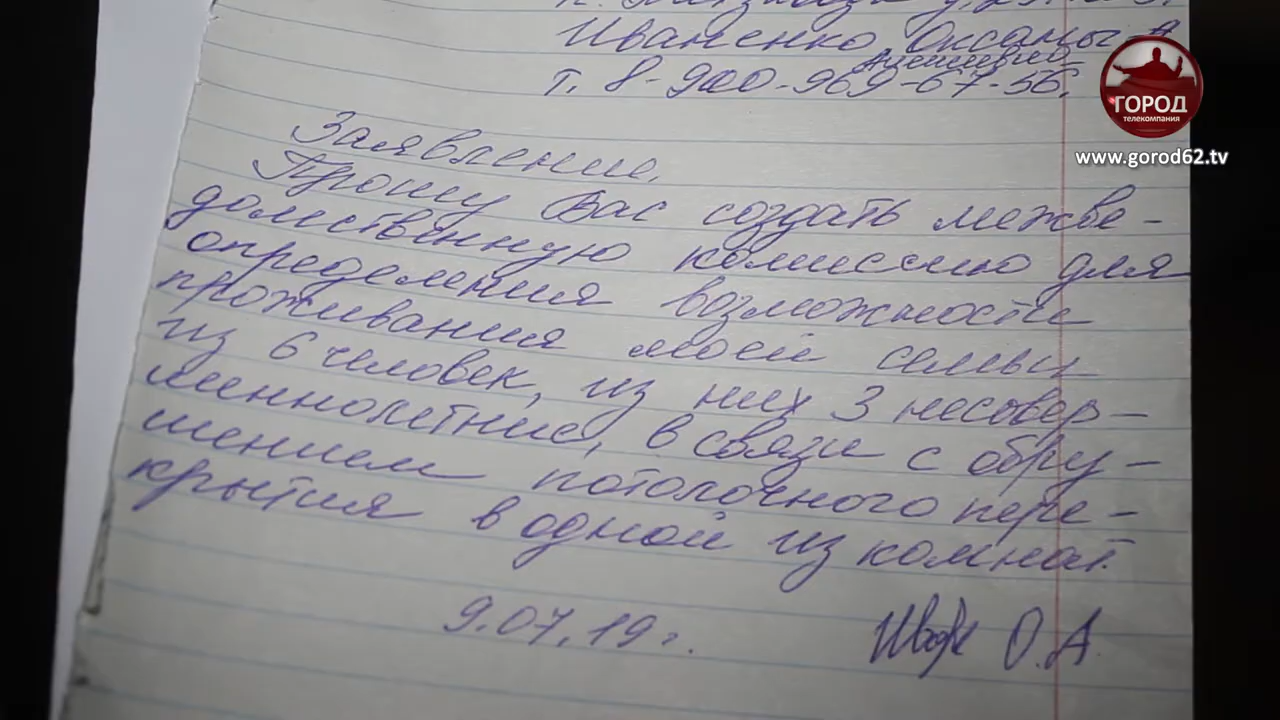 Иваненко Оксаны А
Алексеевно-
т. 8-900-969-67-56.
Заявление.
Прошу Вас создать межве-
домственную комиссию для
определения возможности
проживания моей семьи
из 6 человек, из них 3 несовер-
шеннолетние, в связи с обру-
шением потолочного пере-
крытия в одной из комнат.
9.07.19 г.
О.А.
ГОРОД
телекомпания
www.gorod62.tv